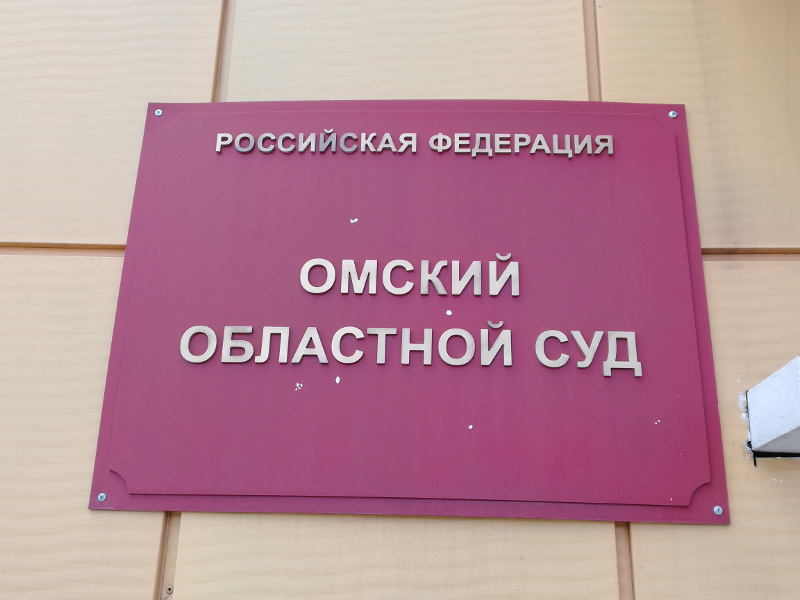 РОССИЙСКАЯ ФЕДЕРАЦИЯ
ОМСКИЙ
ОБЛАСТНОЙ СУД